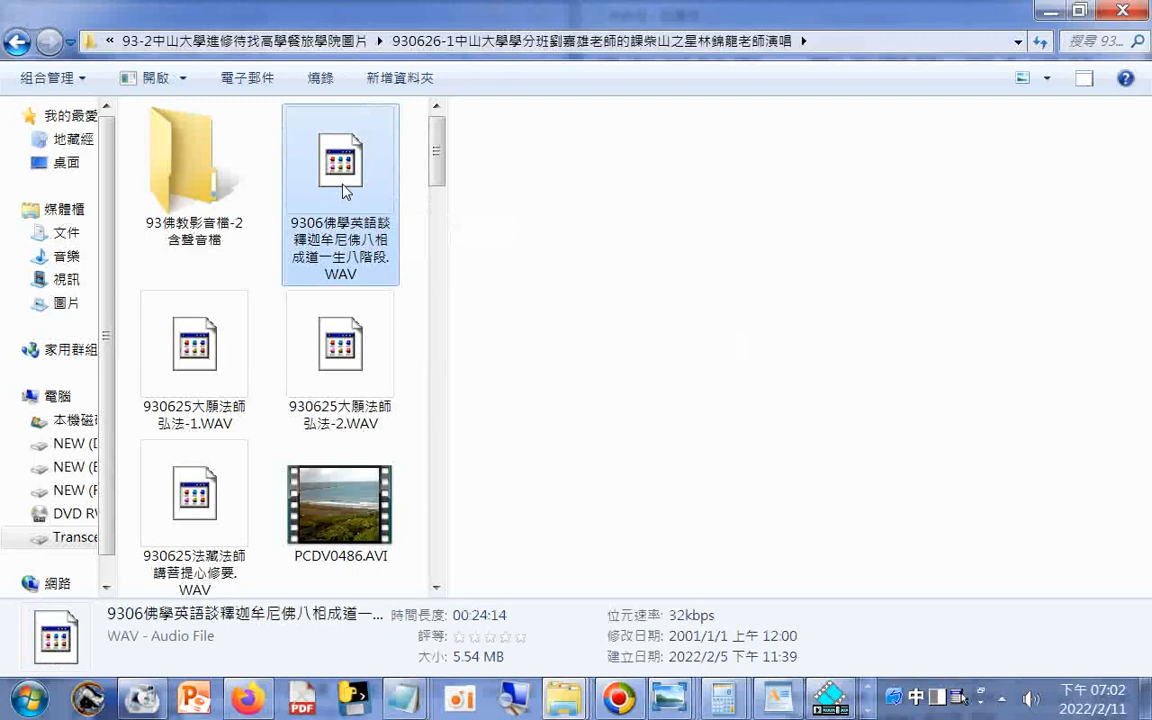 « 93-2中山大學進修待找高學餐旅學院圖片 ▸ 930626-1中山大學學分班劉嘉雄老師的課柴山之星林錦龍老師演唱 ▸
搜尋 93...
組合管理
開啟
電子郵件
燒錄
新增資料夾
我的最愛
地藏經
桌面
媒體櫃
文件
音樂
視訊
圖片
家用群組
電腦
本機磁
NEW (D
NEW (E
NEW (F
DVD RW
Transce
網路
93佛教影音檔-2
含聲音檔
9306佛學英語談
釋迦牟尼佛八相
成道一生八階段.
WAV
930625大願法師
弘法-1.WAV
930625大願法師
弘法-2.WAV
930625法藏法師
講菩提心修要.
WAV
PCDV0486.AVI
9306佛學英語談釋迦牟尼佛八相成道一...
WAV - Audio File
時間長度: 00:24:14
評等:
大小: 5.54 MB
位元速率: 32kbps
修改日期: 2001/1/1 上午 12:00
建立日期: 2022/2/5 下午 11:39
PDF
中
下午 07:02
2022/2/11